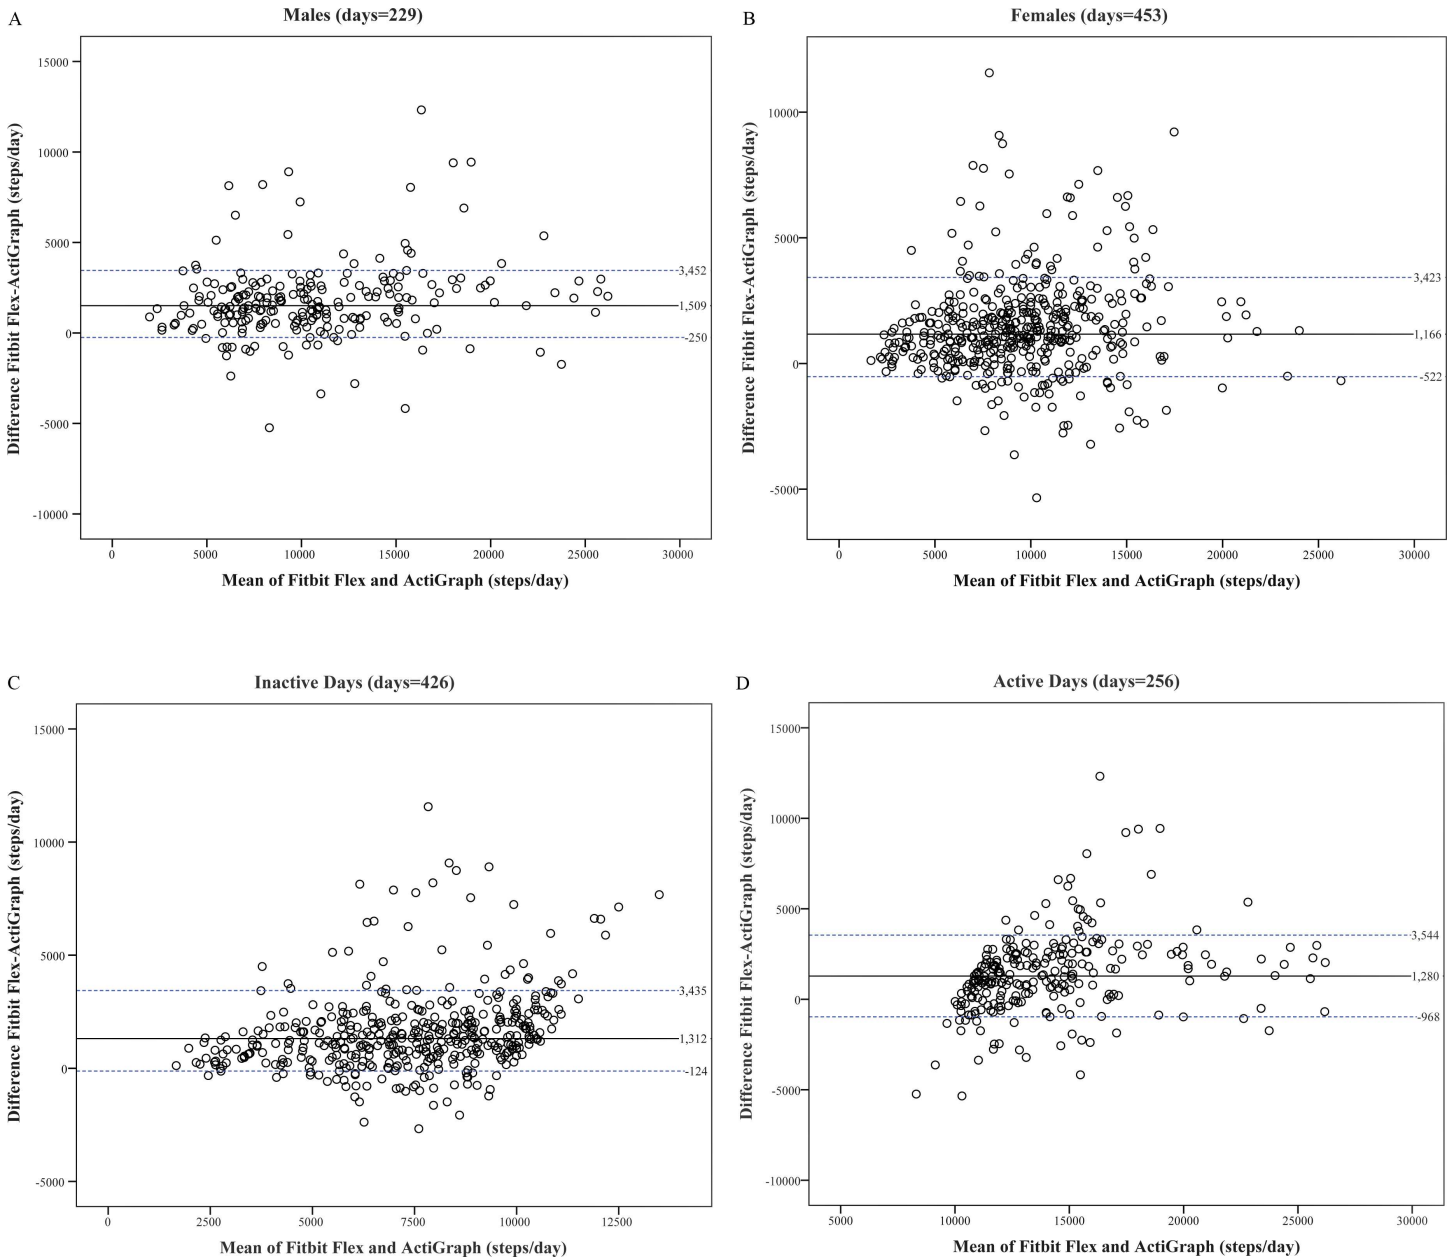 A
Males (days=229)
Difference Fitbit Flex-ActiGraph (steps/day)
15000
10000
5000
0
-5000
-10000
3,452
1,509
-250
0 5000 10000 15000 20000 25000 30000
Mean of Fitbit Flex and ActiGraph (steps/day)
B
Females (days=453)
Difference Fitbit Flex-ActiGraph (steps/day)
10000
5000
0
-5000
3,423
1,166
-522
0 5000 10000 15000 20000 25000 30000
Mean of Fitbit Flex and ActiGraph (steps/day)
C
Inactive Days (days=426)
Difference Fitbit Flex-ActiGraph (steps/day)
15000
10000
5000
0
-5000
3,435
1,312
-124
0 2500 5000 7500 10000 12500
Mean of Fitbit Flex and ActiGraph (steps/day)
D
Active Days (days=256)
Difference Fitbit Flex-ActiGraph (steps/day)
15000
10000
5000
0
-5000
-10000
3,544
1,280
-968
5000 10000 15000 20000 25000 30000
Mean of Fitbit Flex and ActiGraph (steps/day)